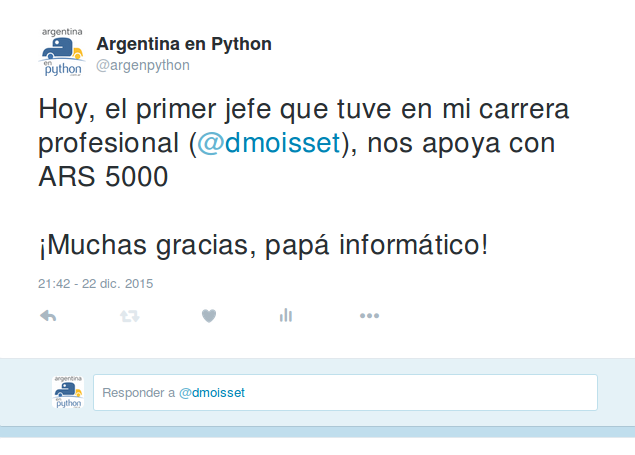 argentina
en
python
Argentina en Python
@argenpython
Hoy, el primer jefe que tuve en mi carrera
profesional (@dmoisset), nos apoya con
ARS 5000
¡Muchas gracias, papá informático!
21:42 - 22 dic. 2015
argentina
en
python
Responder a @dmoisset